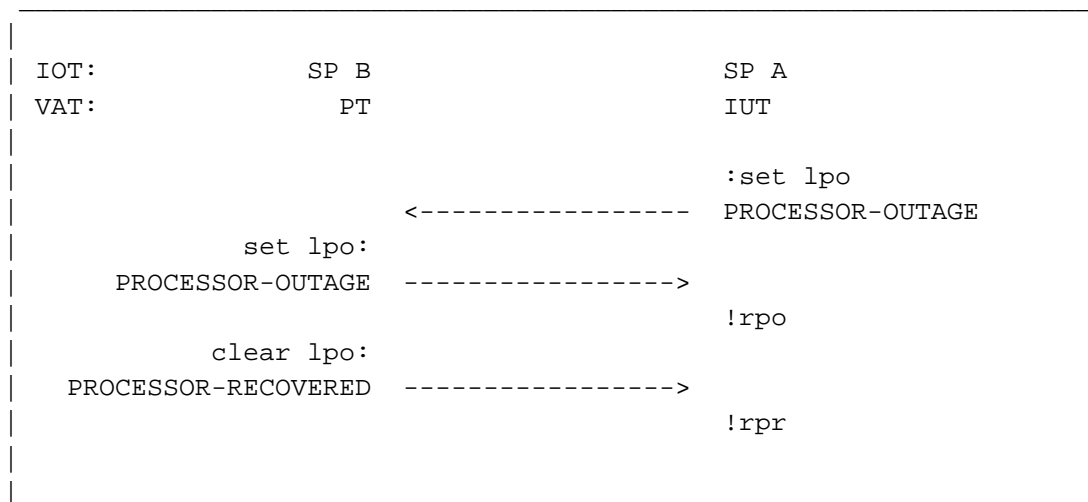 IOT: SP B SP A
VAT: PT IUT
:set lpo
<----------------- PROCESSOR-OUTAGE
set lpo:
PROCESSOR-OUTAGE ----------------->
!rpo
clear lpo:
PROCESSOR-RECOVERED ----------------->
!rpr